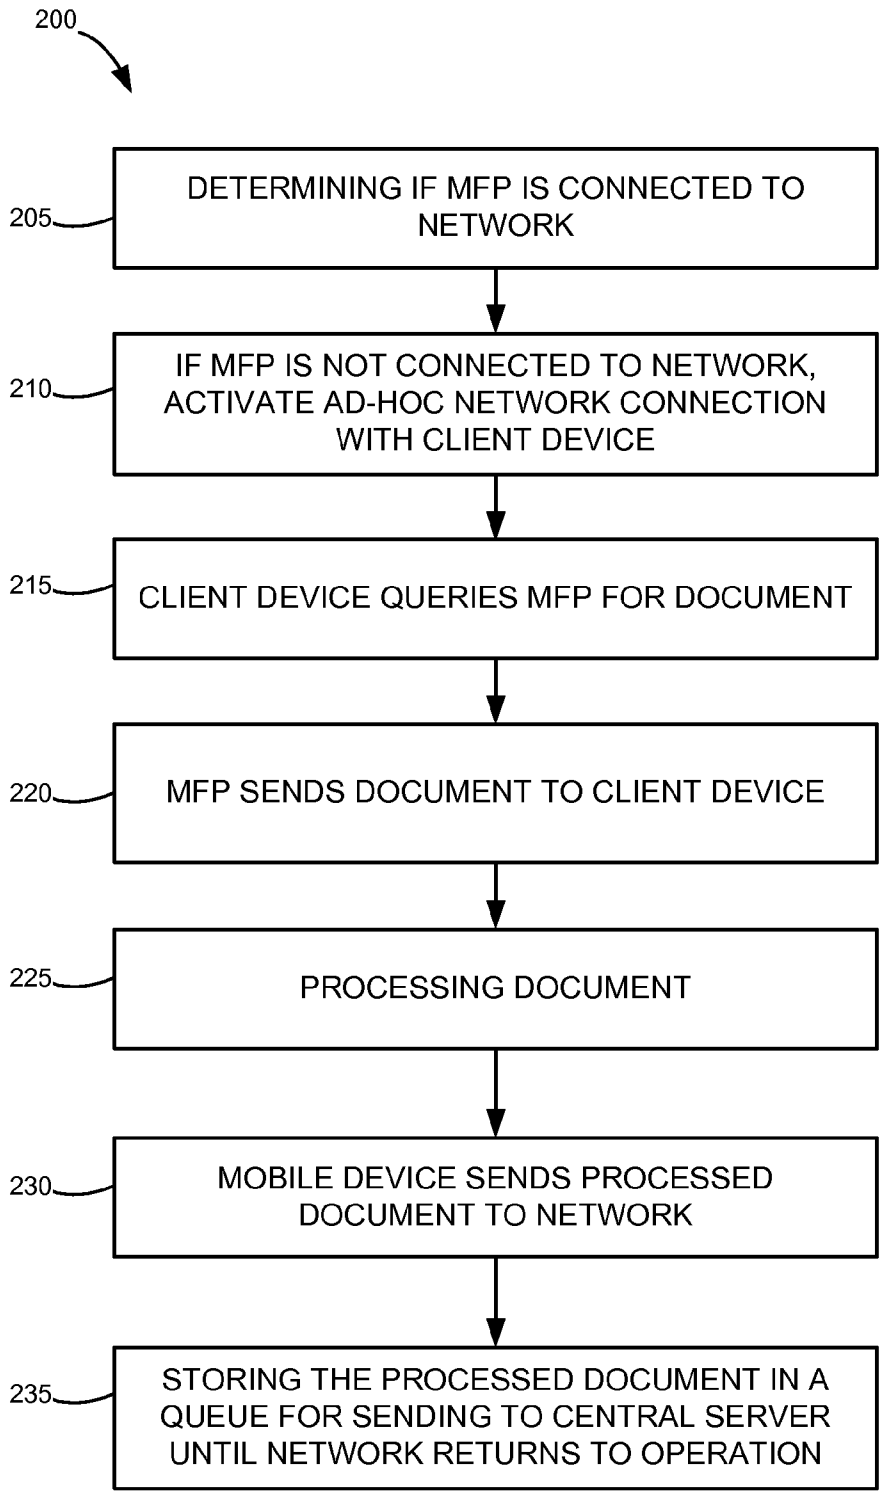 200
205
DETERMINING IF MFP IS CONNECTED TO
NETWORK
210
IF MFP IS NOT CONNECTED TO NETWORK,
ACTIVATE AD-HOC NETWORK CONNECTION
WITH CLIENT DEVICE
215
CLIENT DEVICE QUERIES MFP FOR DOCUMENT
220
MFP SENDS DOCUMENT TO CLIENT DEVICE
225
PROCESSING DOCUMENT
230
MOBILE DEVICE SENDS PROCESSED
DOCUMENT TO NETWORK
235
STORING THE PROCESSED DOCUMENT IN A
QUEUE FOR SENDING TO CENTRAL SERVER
UNTIL NETWORK RETURNS TO OPERATION